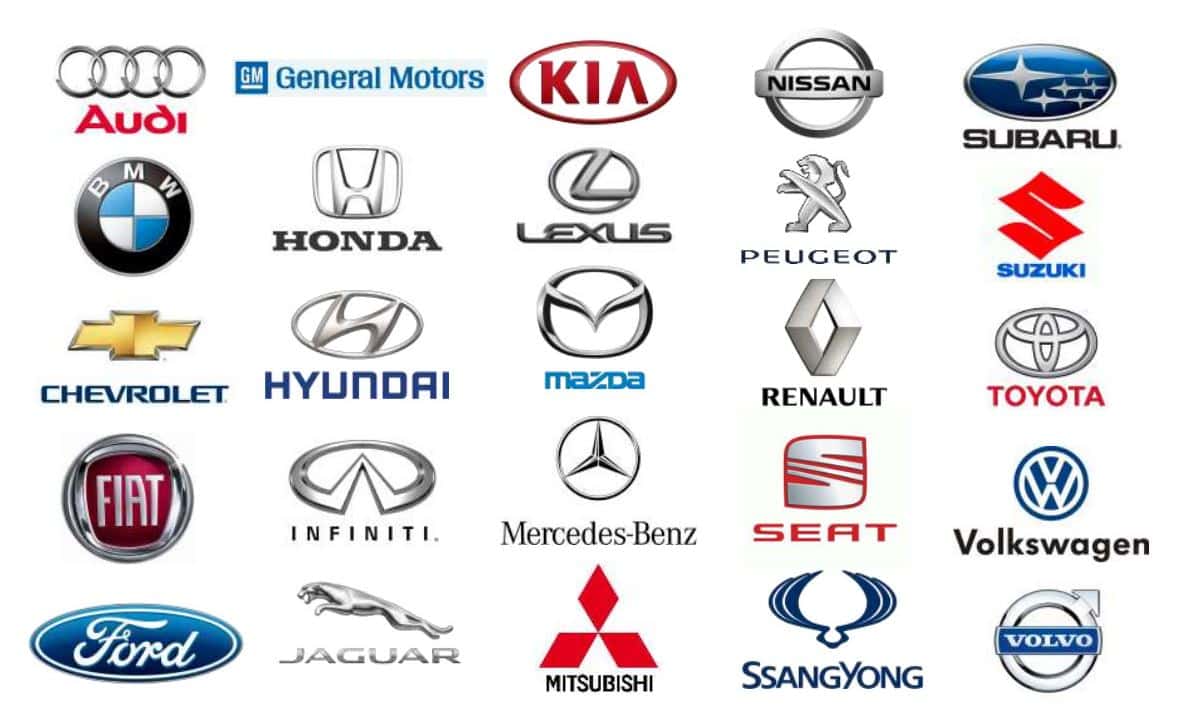 Audi
GM General Motors
KIA
NISSAN
SUBARU
BMW
HONDA
LEXUS
PEUGEOT
SUZUKI
CHEVROLET
HYUNDAI
mazda
RENAULT
TOYOTA
FIAT
INFINITI
Mercedes-Benz
SEAT
Volkswagen
Ford
JAGUAR
MITSUBISHI
SSANGYONG
VOLVO